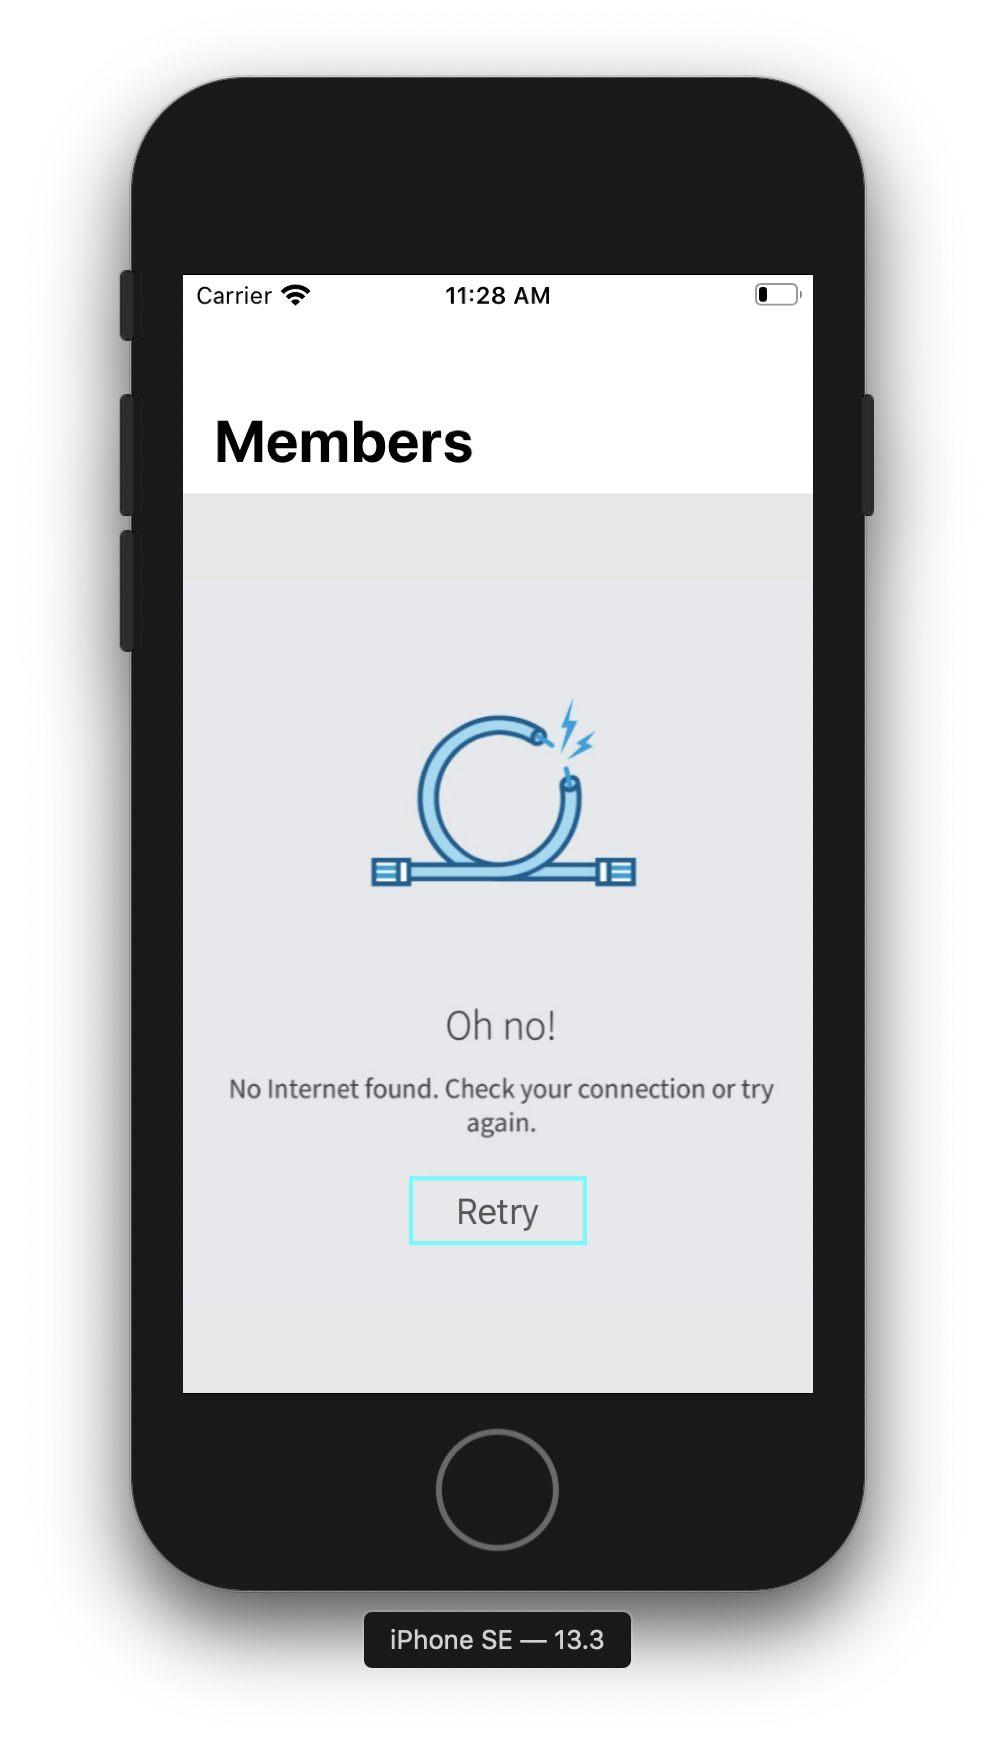 Carrier 11:28 AM
Members
Oh no!
No Internet found. Check your connection or try
again.
Retry
iPhone SE — 13.3